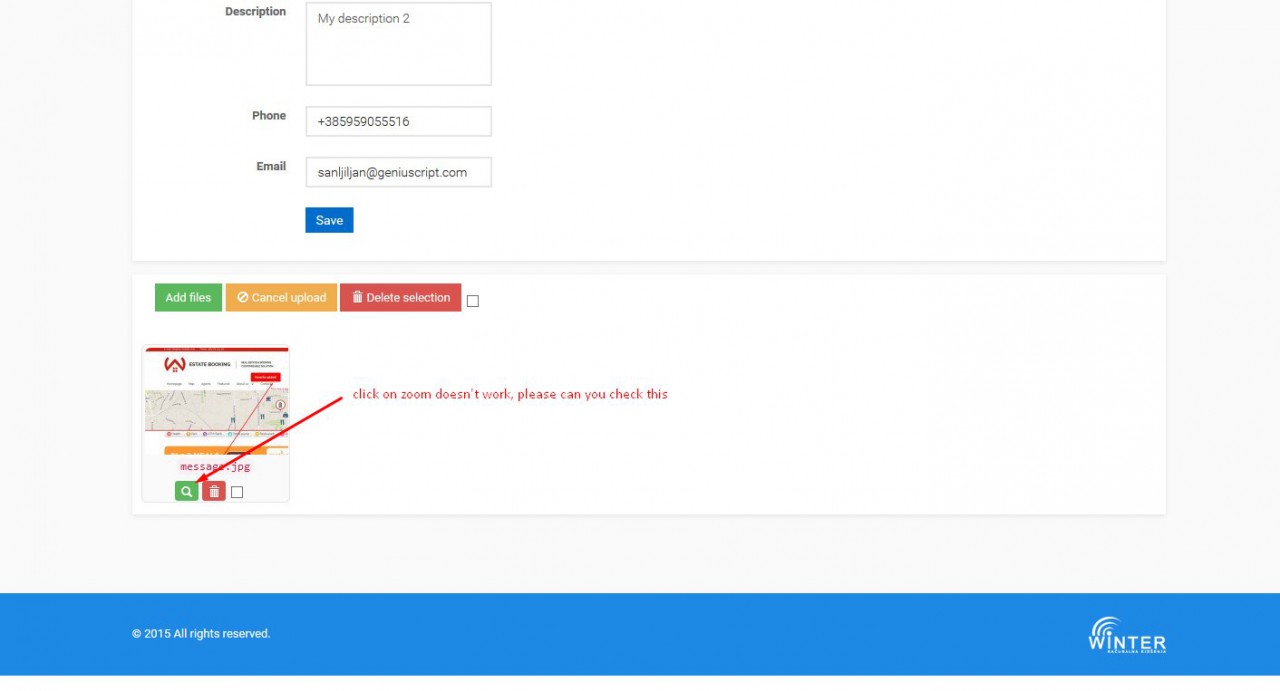 Description
My description 2
Phone
+385959055516
Email
sanljiljan@geniuscript.com
Save
Add files
Cancel upload
Delete selection
ESTATE BOOKING
click on zoom doesn't work, please can you check this
message.jpg
© 2015 All rights reserved.
WINTER